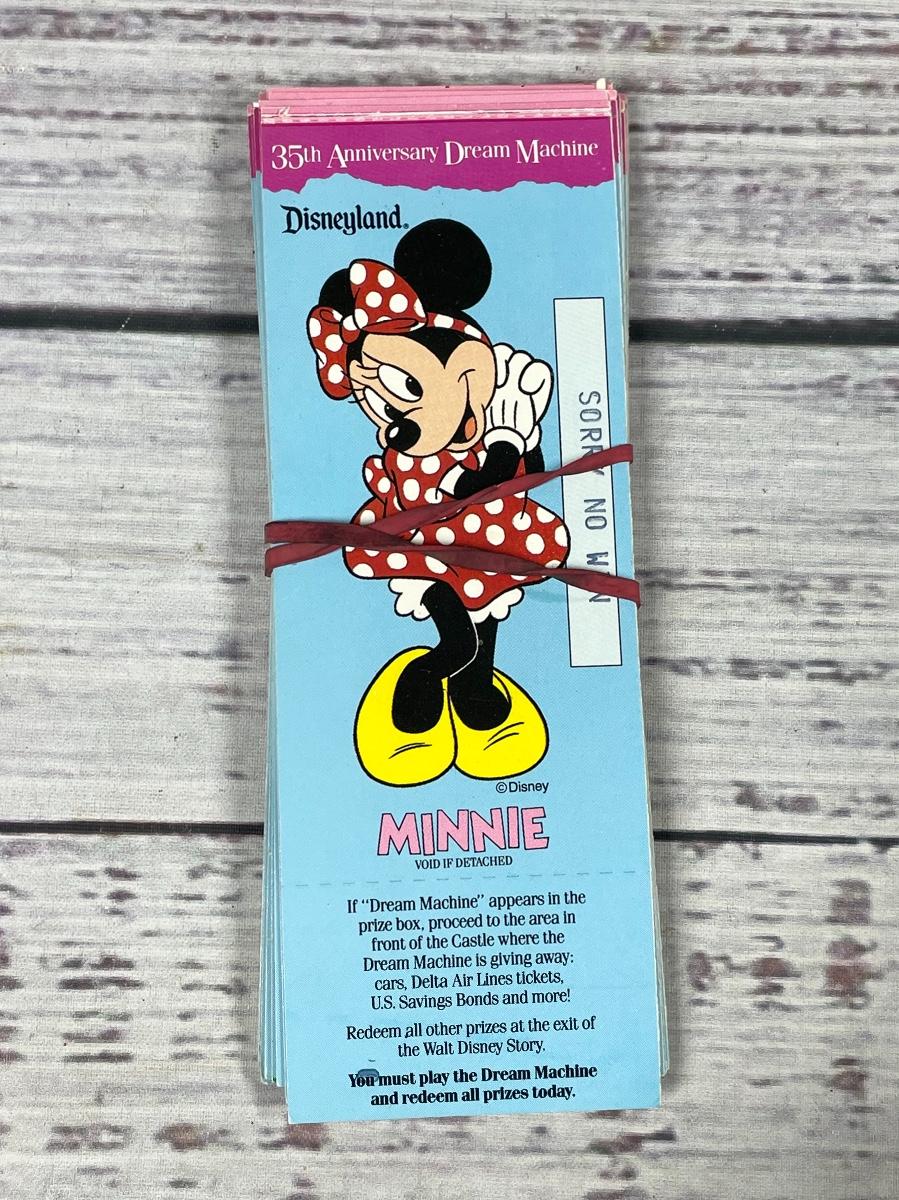 35th Anniversary Dream Machine
Disneyland®
SORRY NO WIN
©Disney
MINNIE
VOID IF DETACHED
If "Dream Machine" appears in the
prize box, proceed to the area in
front of the Castle where the
Dream Machine is giving away:
cars, Delta Air Lines tickets,
U.S. Savings Bonds and more!
Redeem all other prizes at the exit of
the Walt Disney Story.
You must play the Dream Machine
and redeem all prizes today.